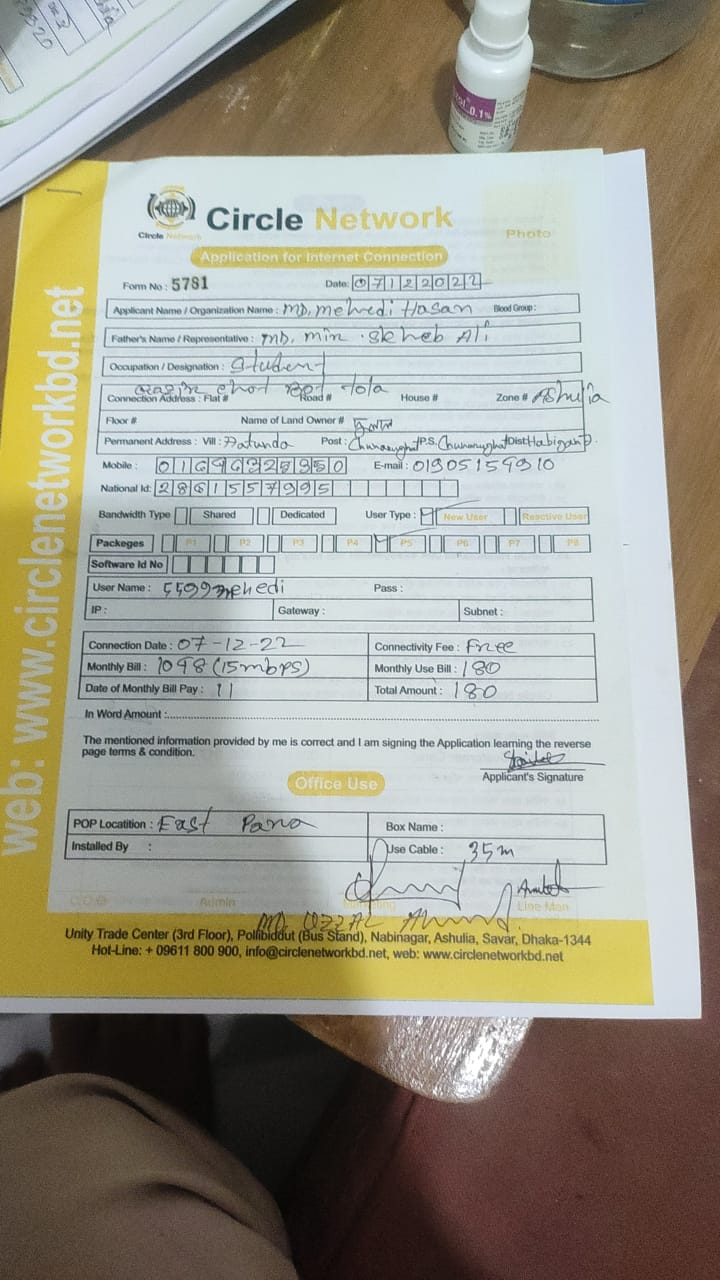 web: www.circlenetworkbd.net
0.1%
Circle Network
Circle Network
Photo
Application for Internet Connection
Form No : 5781 Date: 07122022
Applicant Name / Organization Name : MD, Mehedi Hasan Blood Group :
Father's Name / Representative : MD, Min Ali
Occupation / Designation : Student
tola
Connection Address : Flat # Road # House # Zone # Ashulia
Floor # Name of Land Owner #
Permanent Address : Vill : Post : P.S. Dist:
Mobile : E-mail : 01305159310
National Id:
Bandwidth Type Shared Dedicated User Type : New User Reactive User
Packeges P1 P2 P3 P4 P5 P6 P7 P8
Software Id No
User Name : 5599mehedi Pass :
IP : Gateway : Subnet :
Connection Date : 07-12-22 Connectivity Fee : Free
Monthly Bill : 1098 (15mbps) Monthly Use Bill : 180
Date of Monthly Bill Pay : 11 Total Amount : 180
In Word Amount :
The mentioned information provided by me is correct and I am signing the Application learning the reverse
page terms & condition.
Applicant's Signature
Office Use
POP Locatition : East Para Box Name :
Installed By : Use Cable : 35m
C.O.O Admin Line Man
MD. UZZAL
Unity Trade Center (3rd Floor), Pollibiddut (Bus Stand), Nabinagar, Ashulia, Savar, Dhaka-1344
Hot-Line: + 09611 800 900, info@circlenetworkbd.net, web: www.circlenetworkbd.net